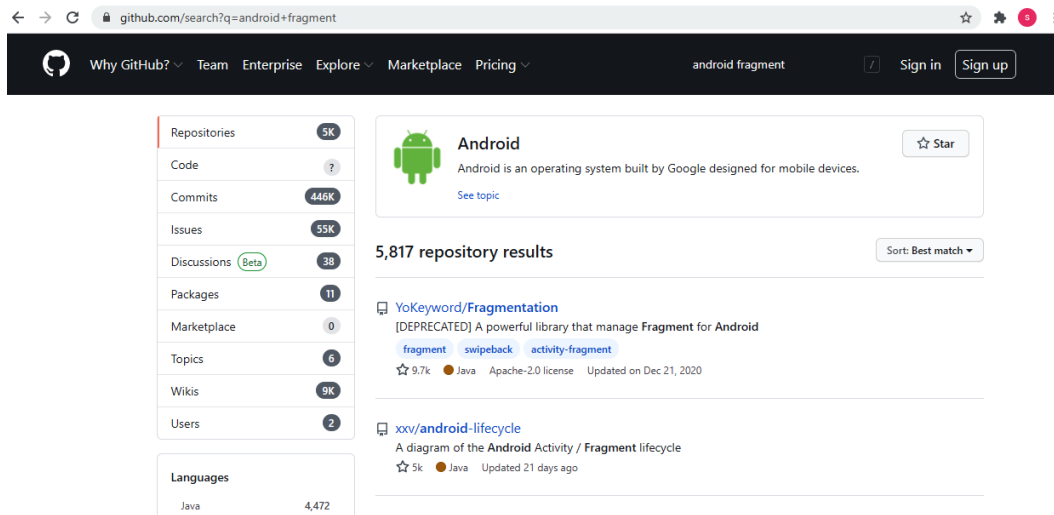 github.com/search?q=android+fragment
S
Why GitHub? Team Enterprise Explore Marketplace Pricing android fragment / Sign in Sign up
Repositories 5K
Code ?
Commits 446K
Issues 55K
Discussions Beta 38
Packages 11
Marketplace 0
Topics 6
Wikis 9K
Users 2
Languages
Java 4,472
Android
Star
Android is an operating system built by Google designed for mobile devices.
See topic
5,817 repository results
Sort: Best match
YoKeyword/Fragmentation
[DEPRECATED] A powerful library that manage Fragment for Android
fragment swipeback activity-fragment
9.7k Java Apache-2.0 license Updated on Dec 21, 2020
xxv/android-lifecycle
A diagram of the Android Activity / Fragment lifecycle
5k Java Updated 21 days ago